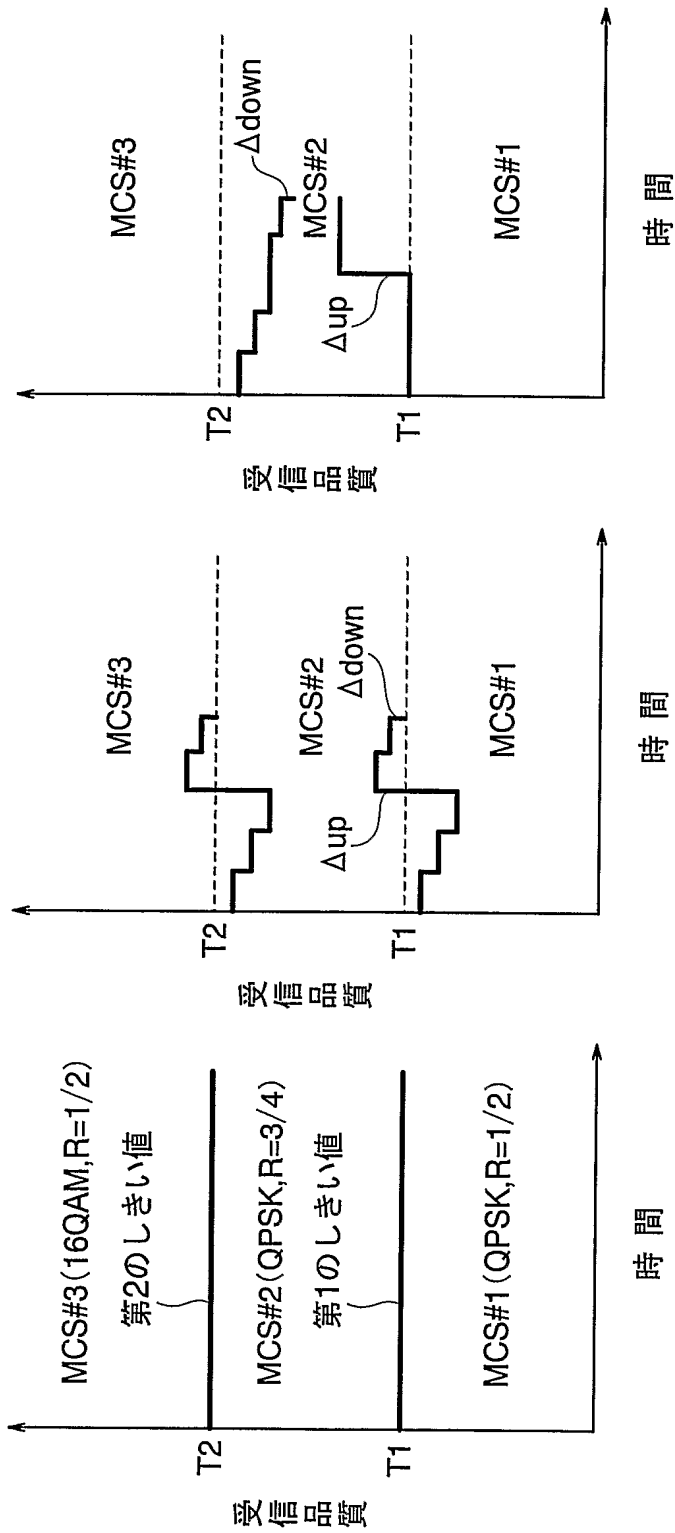 受信品質
T2
T1
MCS#3(16QAM,R=1/2)
第2のしきい値
MCS#2(QPSK,R=3/4)
第1のしきい値
MCS#1(QPSK,R=1/2)
時間
受信品質
T2
T1
MCS#3
MCS#2
Δup
Δdown
MCS#1
時間
受信品質
T2
T1
MCS#3
Δdown
MCS#2
Δup
MCS#1
時間